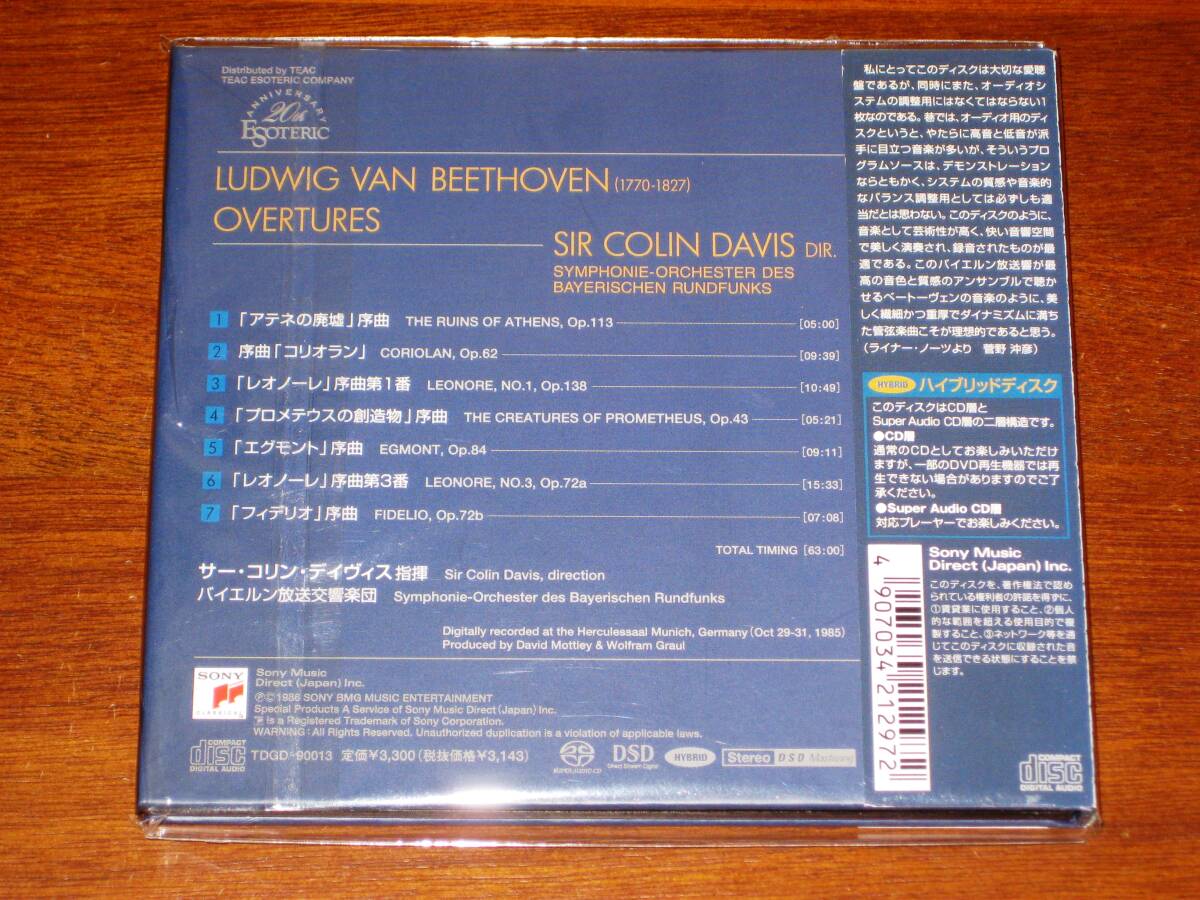 Distributed by TEAC
TEAC ESOTERIC COMPANY
ANNIVERSARY
20th
ESOTERIC
LUDWIG VAN BEETHOVEN (1770-1827)
OVERTURES
SIR COLIN DAVIS DIR.
SYMPHONIE-ORCHESTER DES
BAYERISCHEN RUNDFUNKS
1 「アテネの廃墟」序曲 THE RUINS OF ATHENS, Op.113 [05:00]
2 序曲「コリオラン」 CORIOLAN, Op.62 [09:39]
3 「レオノーレ」序曲第1番 LEONORE, NO.1, Op.138 [10:49]
4 「プロメテウスの創造物」序曲 THE CREATURES OF PROMETHEUS, Op.43 [05:21]
5 「エグモント」序曲 EGMONT, Op.84 [09:11]
6 「レオノーレ」序曲第3番 LEONORE, NO.3, Op.72a [15:33]
7 「フィデリオ」序曲 FIDELIO, Op.72b [07:08]
TOTAL TIMING [63:00]
サー・コリン・デイヴィス指揮 Sir Colin Davis, direction
バイエルン放送交響楽団 Symphonie-Orchester des Bayerischen Rundfunks
Digitally recorded at the Herculessaal Munich, Germany (Oct 29-31, 1985)
Produced by David Mottley & Wolfram Graul
SONY
CLASSICAL
Sony Music
Direct (Japan) Inc.
Ⓟ©1986 SONY BMG MUSIC ENTERTAINMENT
Special Products A Service of Sony Music Direct (Japan) Inc.
is a Registered Trademark of Sony Corporation.
WARNING: All Rights Reserved. Unauthorized duplication is a violation of applicable laws.
COMPACT
disc
DIGITAL AUDIO
TDGD-90013 定価¥3,300(税抜価格¥3,143)
SUPER AUDIO CD
DSD
Direct Stream Digital
HYBRID
Stereo DSD Mastering
私にとってこのディスクは大切な愛聴
盤であるが、同時にまた、オーディオシ
ステムの調整用にはなくてはならない1
枚なのである。巷では、オーディオ用のディ
スクというと、やたらに高音と低音が派
手に目立つ音楽が多いが、そういうプロ
グラムソースは、デモンストレーション
ならともかく、システムの質感や音楽的
なバランス調整用としては必ずしも適
当だとは思わない。このディスクのように、
音楽として芸術性が高く、快い音響空間
で美しく演奏され、録音されたものが最
適である。このバイエルン放送響が最
高の音色と質感のアンサンブルで聴か
せるベートーヴェンの音楽のように、美
しく繊細かつ重厚でダイナミズムに満ち
た管弦楽曲こそが理想的であると思う。
(ライナー・ノーツより 菅野 沖彦)
HYBRID ハイブリッドディスク
このディスクはCD層と
Super Audio CD層の二層構造です。
●CD層
通常のCDとしてお楽しみいただけ
ますが、一部のDVD再生機器では再
生できない場合がありますのでご了
承ください。
●Super Audio CD層
対応プレーヤーでお楽しみください。
Sony Music
Direct (Japan) Inc.
このディスクを、著作権法で認め
られている権利者の許諾を得ずに、
①賃貸業に使用すること、②個人
的な範囲を超える使用目的で複
製すること、③ネットワーク等を通
じてこのディスクに収録された音
を送信できる状態にすることを禁
じます。
4 907034 212972
COMPACT
disc
DIGITAL AUDIO